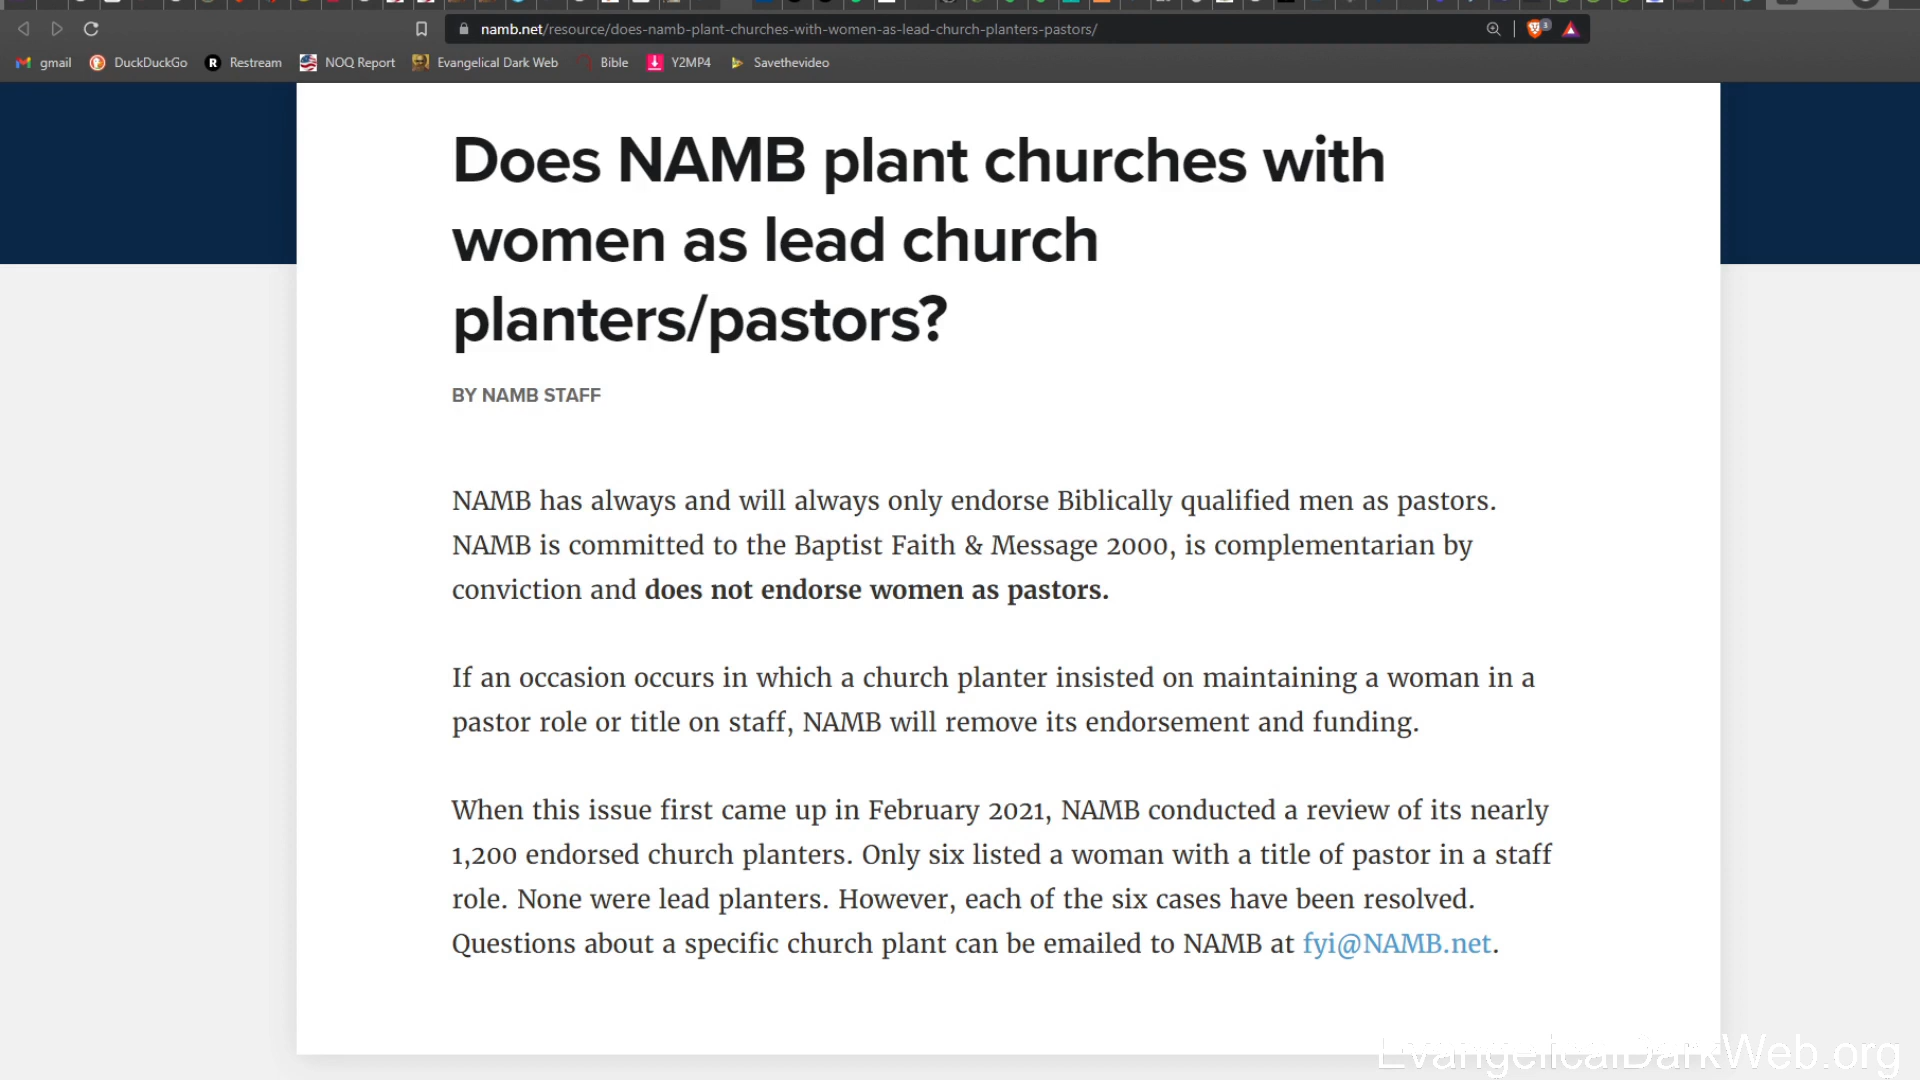 namb.net/resource/does-namb-plant-churches-with-women-as-lead-church-planters-pastors/
3
gmail DuckDuckGo R Restream NOQ Report Evangelical Dark Web Bible Y2MP4 Savethevideo
Does NAMB plant churches with
women as lead church
planters/pastors?
BY NAMB STAFF
NAMB has always and will always only endorse Biblically qualified men as pastors.
NAMB is committed to the Baptist Faith & Message 2000, is complementarian by
conviction and does not endorse women as pastors.
If an occasion occurs in which a church planter insisted on maintaining a woman in a
pastor role or title on staff, NAMB will remove its endorsement and funding.
When this issue first came up in February 2021, NAMB conducted a review of its nearly
1,200 endorsed church planters. Only six listed a woman with a title of pastor in a staff
role. None were lead planters. However, each of the six cases have been resolved.
Questions about a specific church plant can be emailed to NAMB at fyi@NAMB.net.
EvangelicalDarkWeb.org